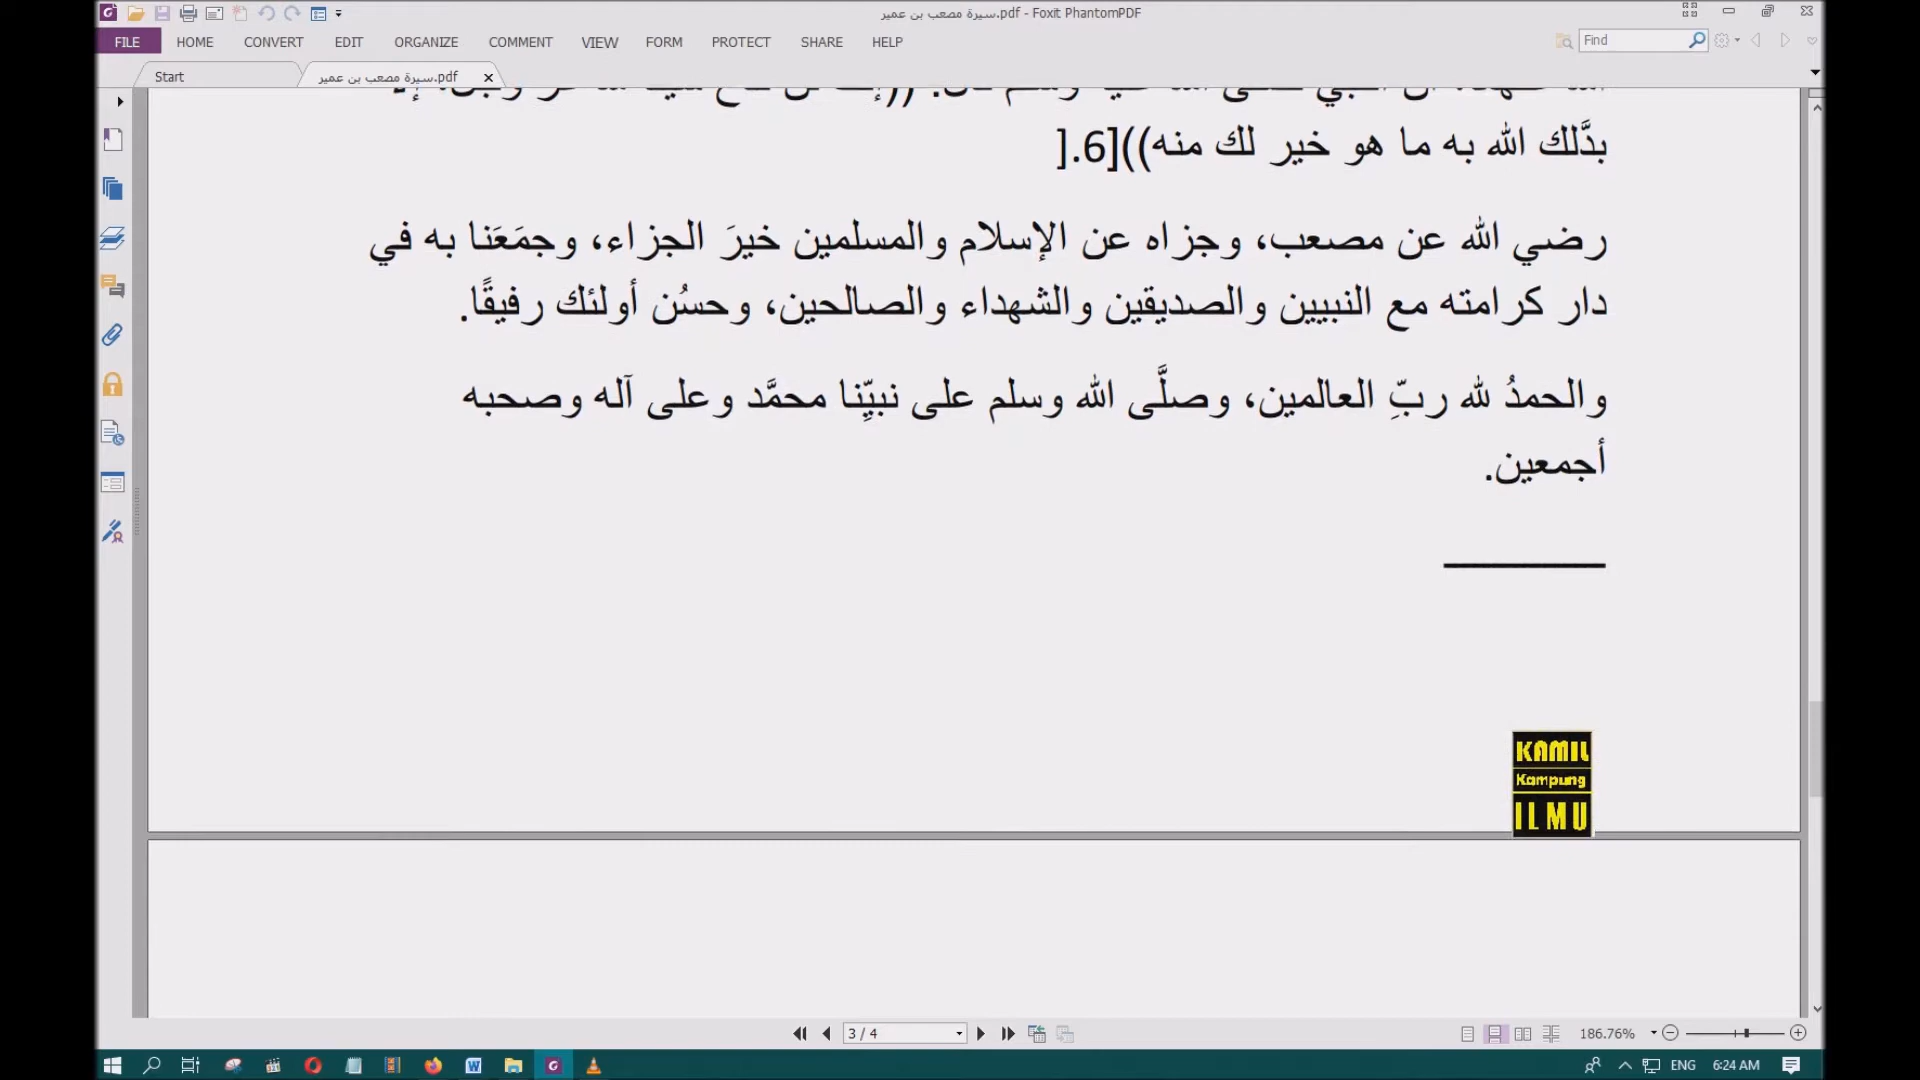 سيرة مصعب بن عمير.pdf - Foxit PhantomPDF
FILE HOME CONVERT EDIT ORGANIZE COMMENT VIEW FORM PROTECT SHARE HELP
Find
Start
سيرة مصعب بن عمير.pdf
بدَّلك الله به ما هو خير لك منه))[6.]
رضي الله عن مصعب، وجزاه عن الإسلام والمسلمين خيرَ الجزاء، وجمَعَنا به في
دار كرامته مع النبيين والصديقين والشهداء والصالحين، وحسُن أولئك رفيقًا.
والحمدُ لله ربِّ العالمين، وصلَّى الله وسلم على نبيِّنا محمَّد وعلى آله وصحبه
أجمعين.
KAMIL
Kampung
ILMU
3 / 4
186.76%
ENG 6:24 AM